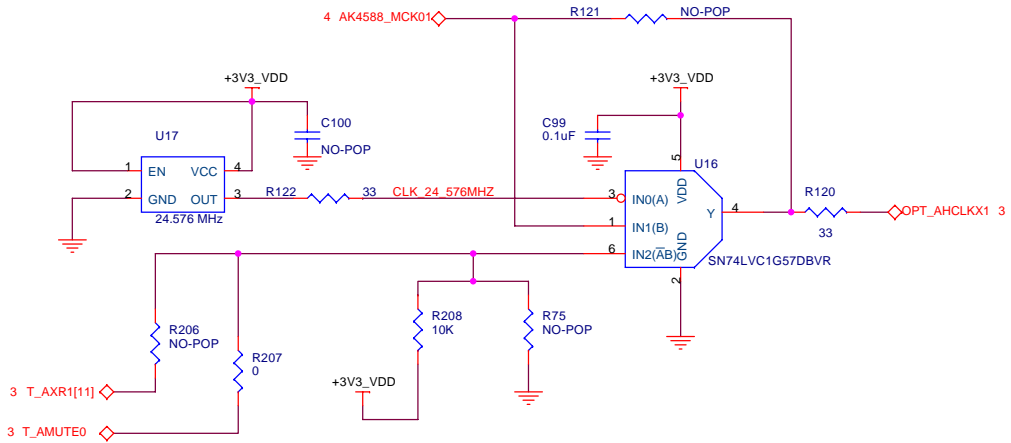 4 AK4588_MCK01
R121
NO-POP
+3V3_VDD
+3V3_VDD
C100
NO-POP
C99
0.1uF
U17
1 EN VCC 4
2 GND OUT 3
24.576 MHz
R122
33
CLK_24_576MHZ
U16
5
VDD
3 IN0(A)
1 IN1(B)
6 IN2(A̅B)
Y 4
GND
2
SN74LVC1G57DBVR
R120
33
OPT_AHCLKX1 3
R206
NO-POP
R207
0
R208
10K
R75
NO-POP
+3V3_VDD
3 T_AXR1[11]
3 T_AMUTE0